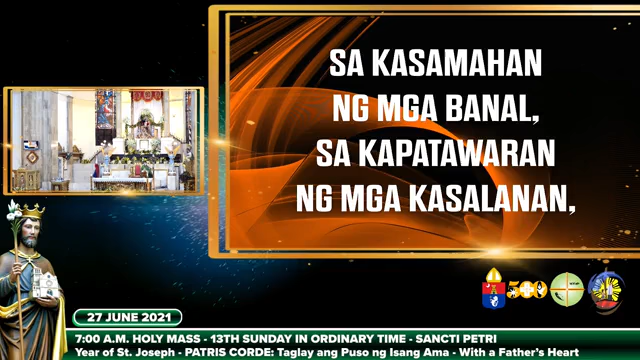 SA KASAMAHAN
NG MGA BANAL,
SA KAPATAWARAN
NG MGA KASALANAN,
500
27 JUNE 2021
7:00 A.M. HOLY MASS - 13TH SUNDAY IN ORDINARY TIME - SANCTI PETRI
Year of St. Joseph - PATRIS CORDE: Taglay ang Puso ng Isang Ama - With a Father's Heart